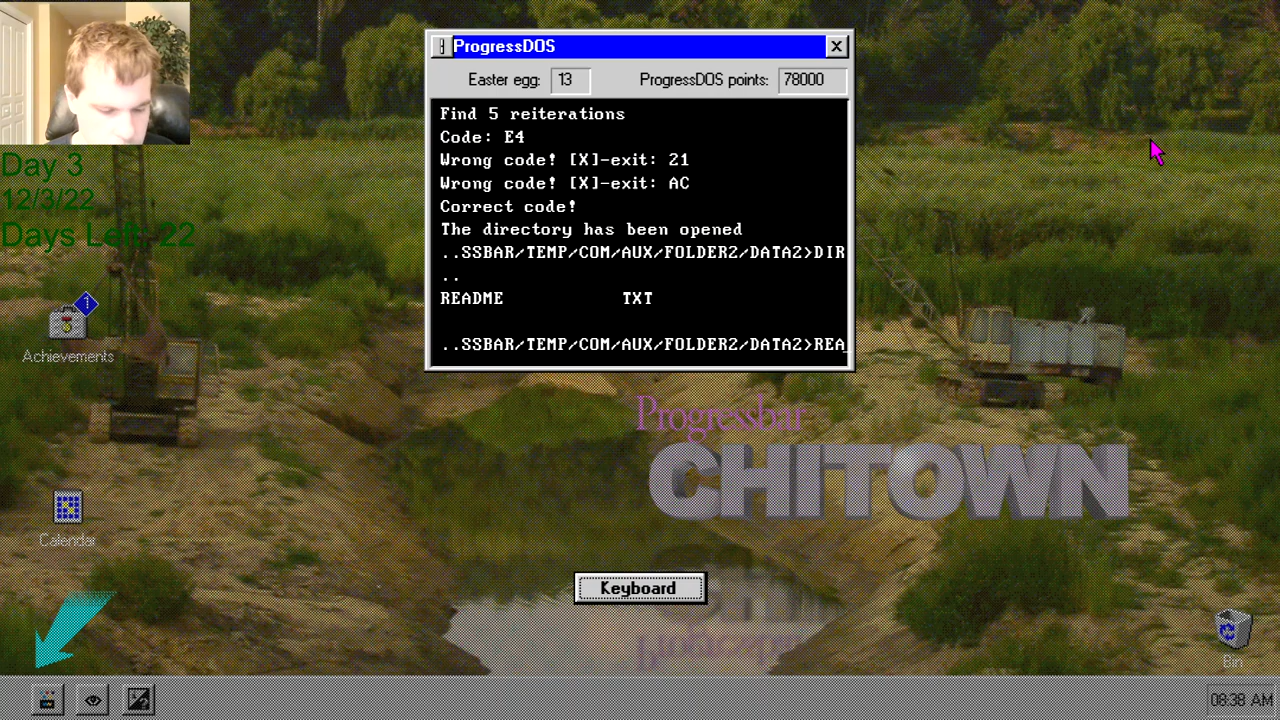 ProgressDOS
Easter egg: 13 ProgressDOS points: 78000
Find 5 reiterations
Code: E4
Wrong code! [X]-exit: 21
Wrong code! [X]-exit: AC
Correct code!
The directory has been opened
..SSBAR/TEMP/COM/AUX/FOLDER2/DATA2>DIR
..
README TXT
..SSBAR/TEMP/COM/AUX/FOLDER2/DATA2>REA_
Day 3
12/3/22
Days Left: 22
1
Achievements
Calendar
Progressbar
CHITOWN
Keyboard
Bin
08:38 AM